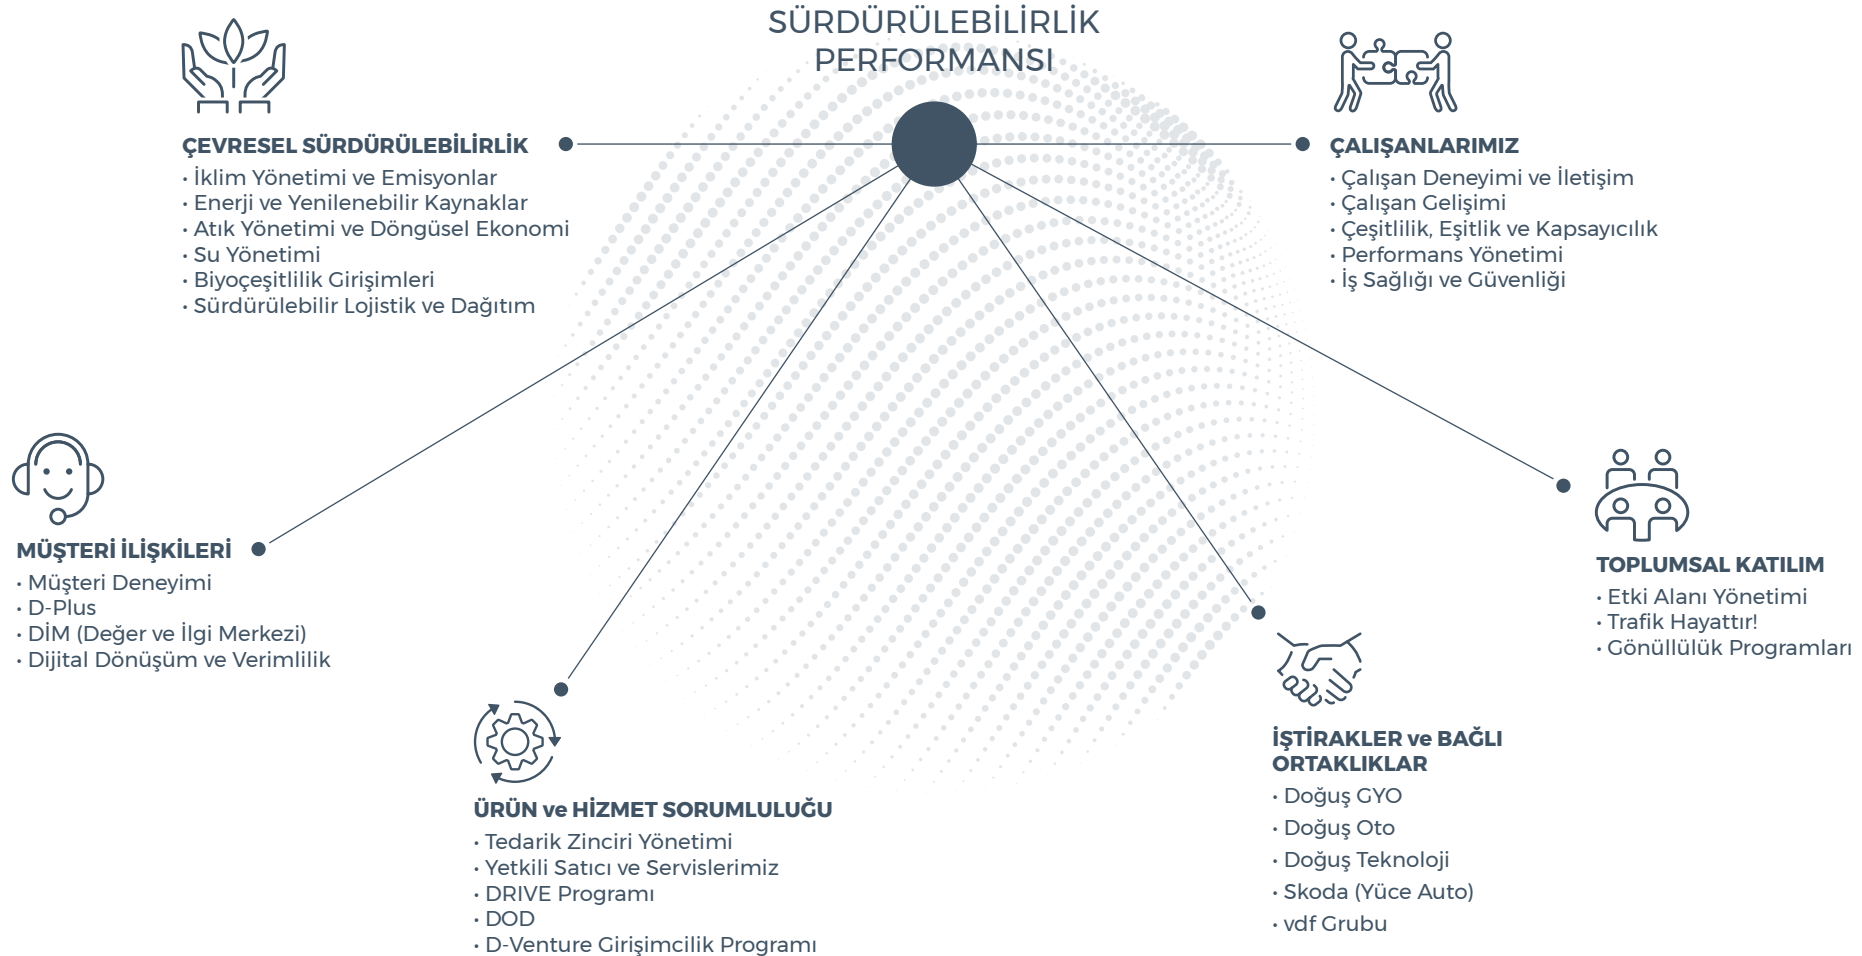 SÜRDÜRÜLEBİLİRLİK
PERFORMANSI
ÇEVRESEL SÜRDÜRÜLEBİLİRLİK
• İklim Yönetimi ve Emisyonlar
• Enerji ve Yenilenebilir Kaynaklar
• Atık Yönetimi ve Döngüsel Ekonomi
• Su Yönetimi
• Biyoçeşitlilik Girişimleri
• Sürdürülebilir Lojistik ve Dağıtım
ÇALIŞANLARIMIZ
• Çalışan Deneyimi ve İletişim
• Çalışan Gelişimi
• Çeşitlilik, Eşitlik ve Kapsayıcılık
• Performans Yönetimi
• İş Sağlığı ve Güvenliği
MÜŞTERİ İLİŞKİLERİ
• Müşteri Deneyimi
• D-Plus
• DİM (Değer ve İlgi Merkezi)
• Dijital Dönüşüm ve Verimlilik
TOPLUMSAL KATILIM
• Etki Alanı Yönetimi
• Trafik Hayattır!
• Gönüllülük Programları
ÜRÜN ve HİZMET SORUMLULUĞU
• Tedarik Zinciri Yönetimi
• Yetkili Satıcı ve Servislerimiz
• DRIVE Programı
• DOD
• D-Venture Girişimcilik Programı
İŞTİRAKLER ve BAĞLI
ORTAKLIKLAR
• Doğuş GYO
• Doğuş Oto
• Doğuş Teknoloji
• Skoda (Yüce Auto)
• vdf Grubu